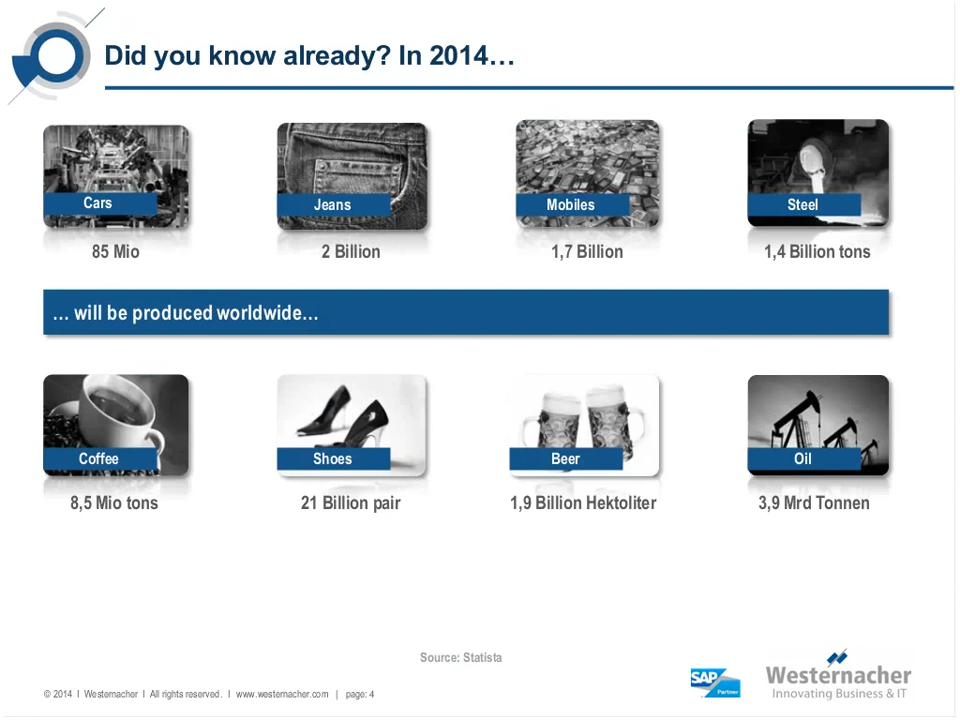 Did you know already? In 2014…
Cars
Jeans
Mobiles
Steel
85 Mio
2 Billion
1,7 Billion
1,4 Billion tons
… will be produced worldwide…
Coffee
Shoes
Beer
Oil
8,5 Mio tons
21 Billion pair
1,9 Billion Hektoliter
3,9 Mrd Tonnen
Source: Statista
SAP
Partner
Westernacher
Innovating Business & IT
© 2014 I Westernacher I All rights reserved. I www.westernacher.com | page: 4